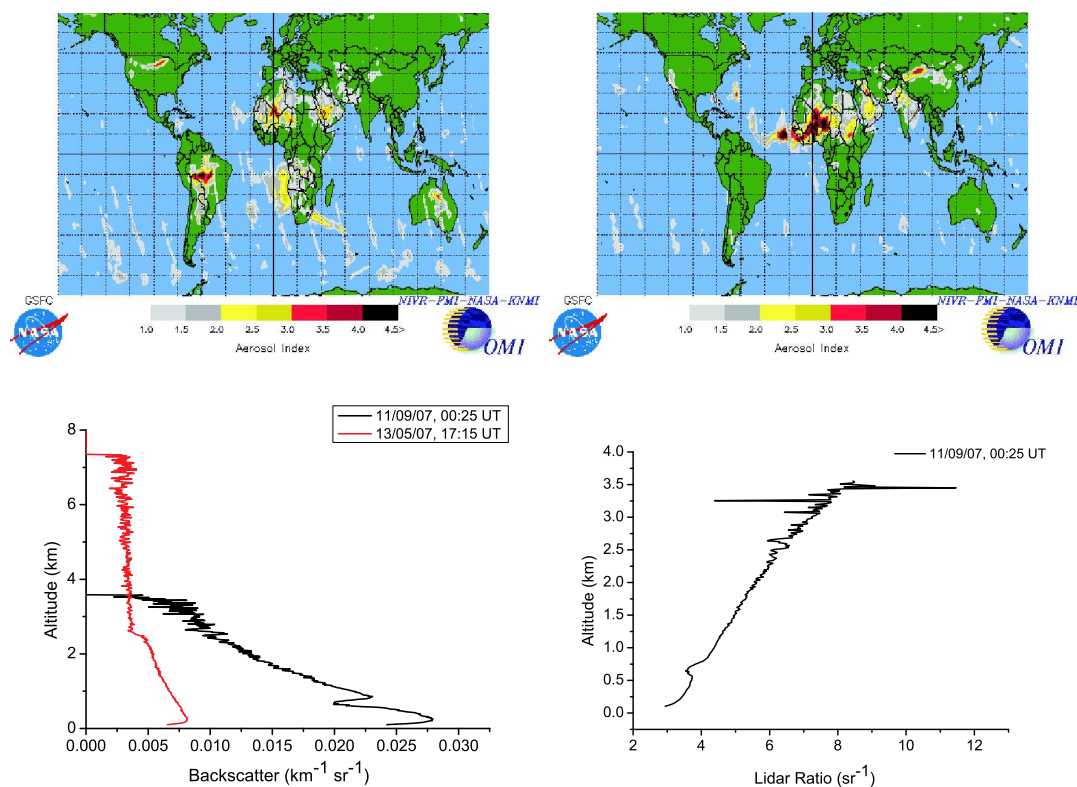 GSFC
NIVR-FMI-NASA-KNMI
NASA
1.0 1.5 2.0 2.5 3.0 3.5 4.0 4.5>
Aerosol Index
OMI
GSFC
NIVR-FMI-NASA-KNMI
NASA
1.0 1.5 2.0 2.5 3.0 3.5 4.0 4.5>
Aerosol Index
OMI
11/09/07, 00:25 UT
13/05/07, 17:15 UT
8
6
4
2
0
Altitude (km)
0.000 0.005 0.010 0.015 0.020 0.025 0.030
Backscatter (km⁻¹ sr⁻¹)
11/09/07, 00:25 UT
4.0
3.5
3.0
2.5
2.0
1.5
1.0
0.5
0.0
Altitude (km)
2 4 6 8 10 12
Lidar Ratio (sr⁻¹)